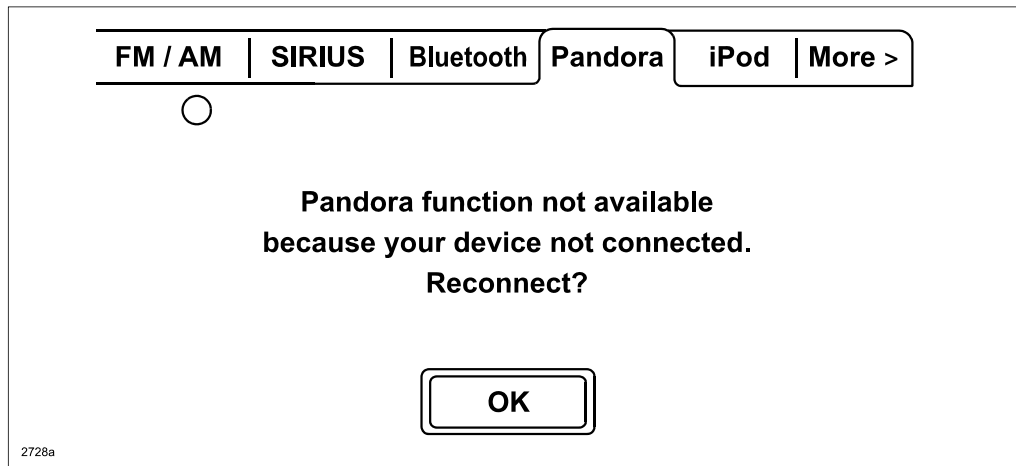 FM / AM SIRIUS Bluetooth Pandora iPod More >
Pandora function not available
because your device not connected.
Reconnect?
OK
2728a